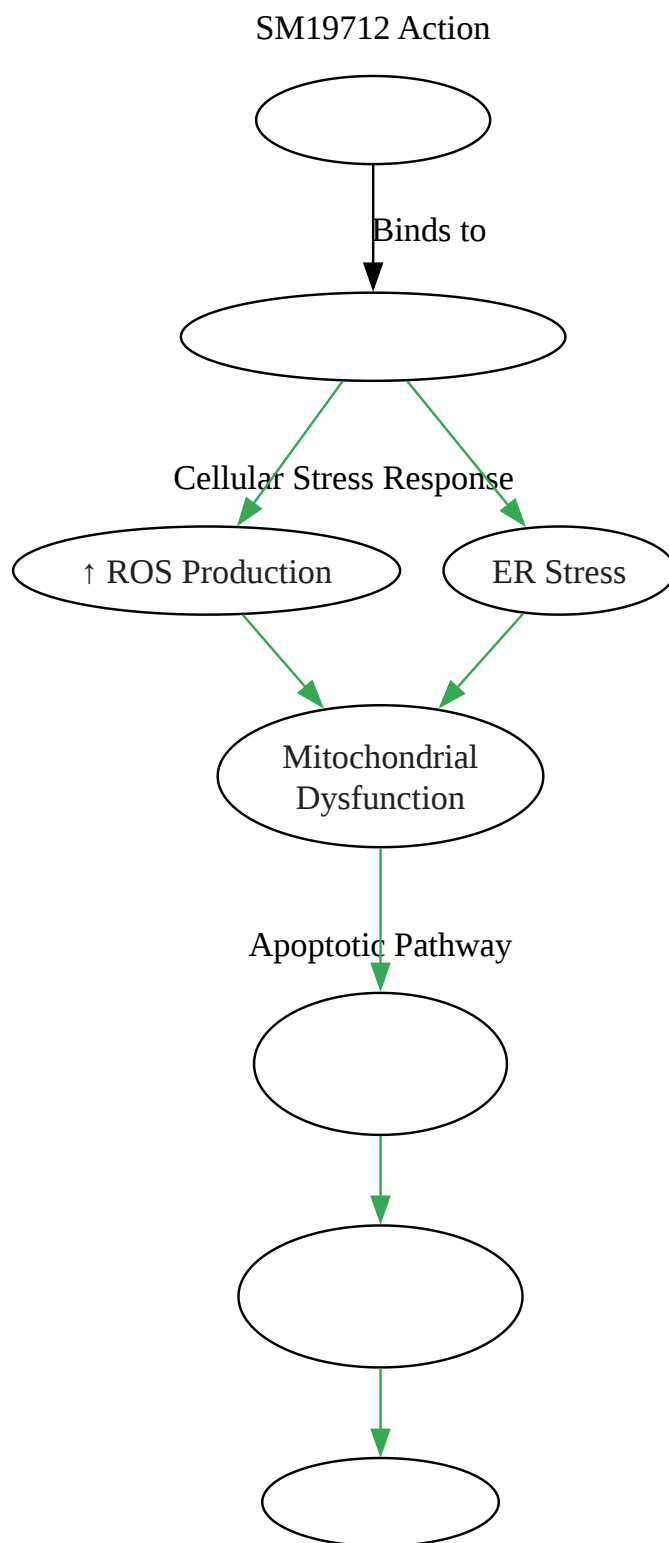 SM19712 Action
Binds to
Cellular Stress Response
↑ ROS Production
ER Stress
Mitochondrial
Dysfunction
Apoptotic Pathway